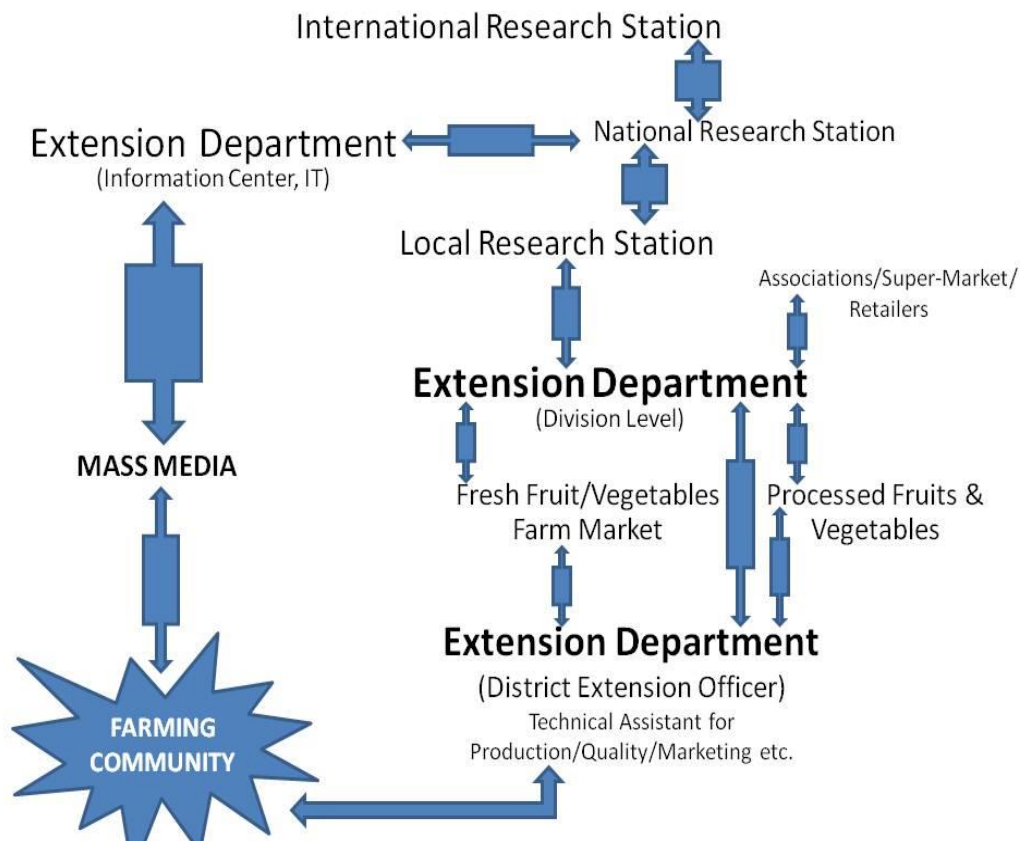 International Research Station
Extension Department
(Information Center, IT)
National Research Station
Local Research Station
Associations/Super-Market/
Retailers
Extension Department
(Division Level)
MASS MEDIA
Fresh Fruit/Vegetables
Farm Market
Processed Fruits &
Vegetables
Extension Department
(District Extension Officer)
Technical Assistant for
Production/Quality/Marketing etc.
FARMING
COMMUNITY